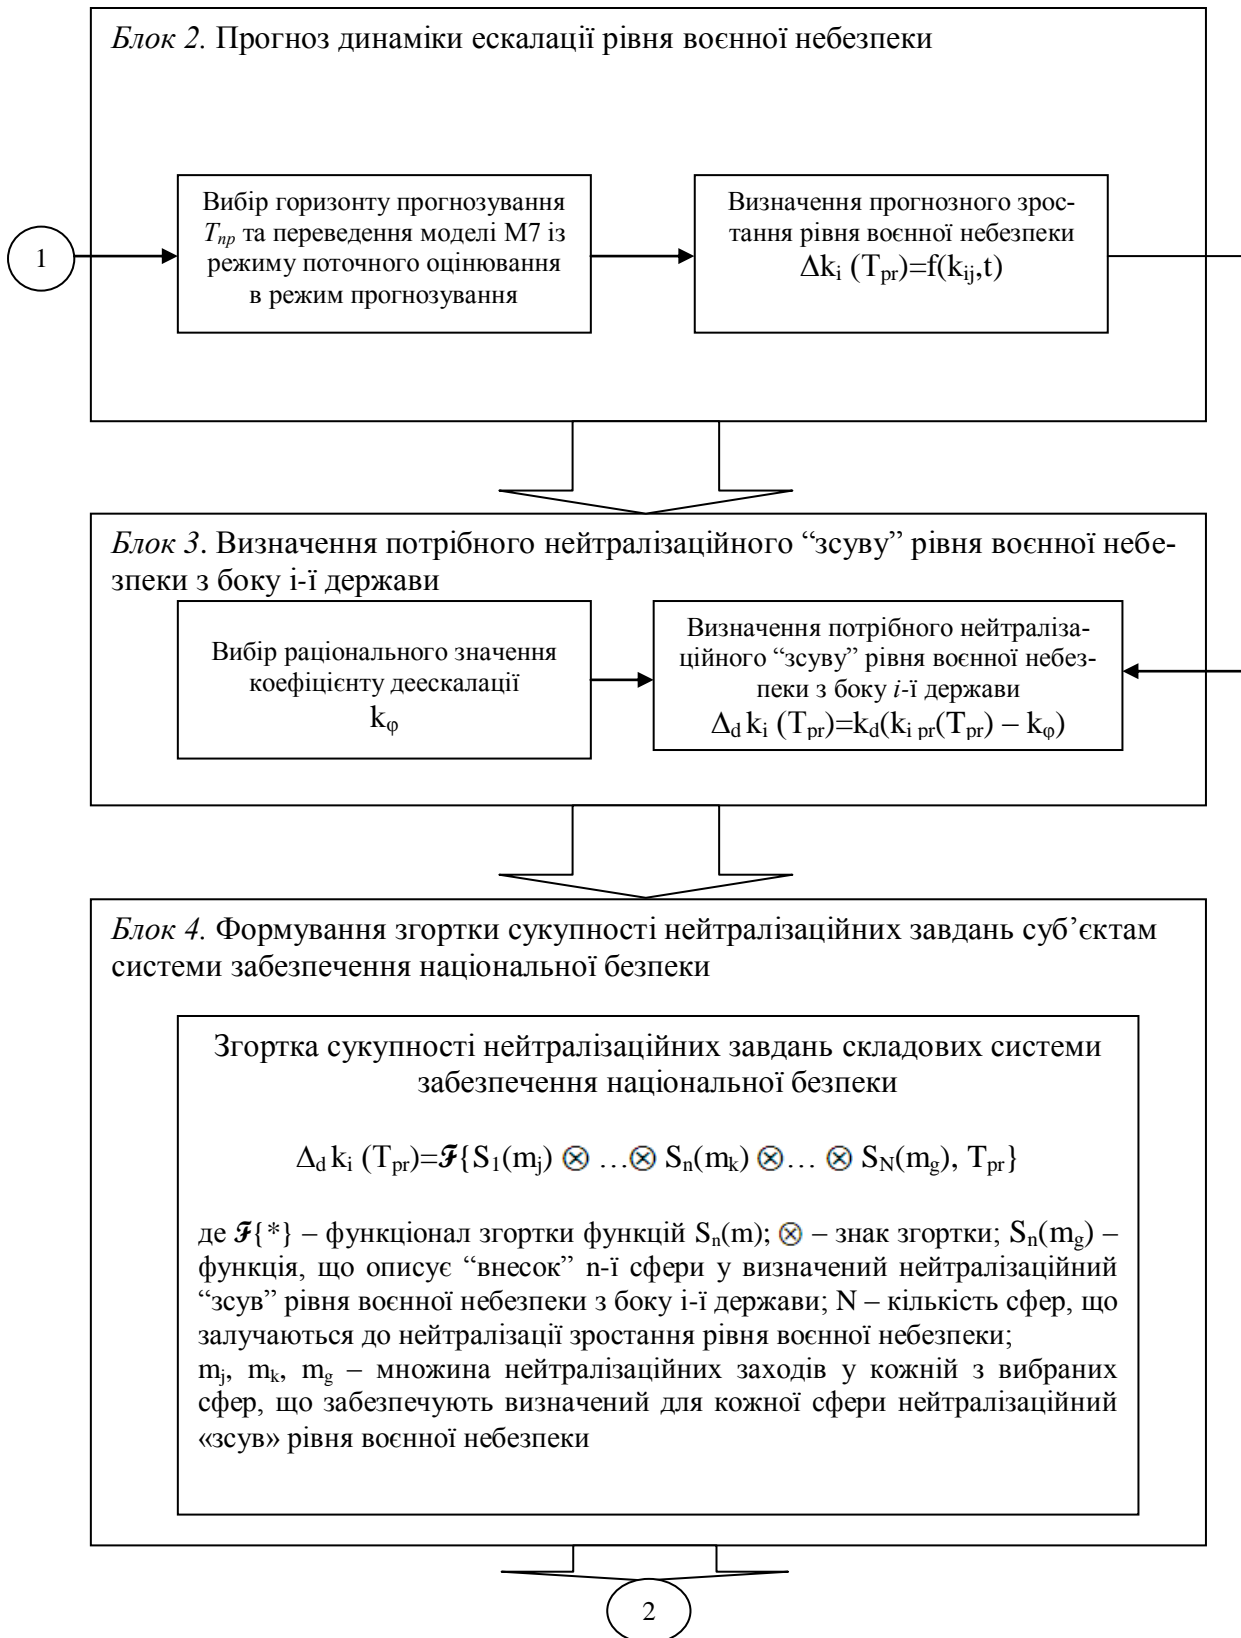 Блок 2. Прогноз динаміки ескалації рівня воєнної небезпеки
1
Вибір горизонту прогнозування
Tпр та переведення моделі М7 із
режиму поточного оцінювання
в режим прогнозування
Визначення прогнозного зрос-
тання рівня воєнної небезпеки
Δkᵢ (Tpr)=f(kij,t)
Блок 3. Визначення потрібного нейтралізаційного “зсуву” рівня воєнної небе-
зпеки з боку і-ї держави
Вибір раціонального значення
коефіцієнту деескалації
kφ
Визначення потрібного нейтраліза-
ційного “зсуву” рівня воєнної небез-
пеки з боку і-ї держави
Δd ki (Tpr)=kd(ki pr(Tpr) – kφ)
Блок 4. Формування згортки сукупності нейтралізаційних завдань суб’єктам
системи забезпечення національної безпеки
Згортка сукупності нейтралізаційних завдань складових системи
забезпечення національної безпеки
Δd ki (Tpr)=𝓕{S1(mj) ⊗ …⊗ Sn(mk) ⊗… ⊗ SN(mg), Tpr}
де 𝓕{*} – функціонал згортки функцій Sn(m); ⊗ – знак згортки; Sn(mg) –
функція, що описує “внесок” n-ї сфери у визначений нейтралізаційний
“зсув” рівня воєнної небезпеки з боку і-ї держави; N – кількість сфер, що
залучаються до нейтралізації зростання рівня воєнної небезпеки;
mj, mk, mg – множина нейтралізаційних заходів у кожній з вибраних
сфер, що забезпечують визначений для кожної сфери нейтралізаційний
«зсув» рівня воєнної небезпеки
2